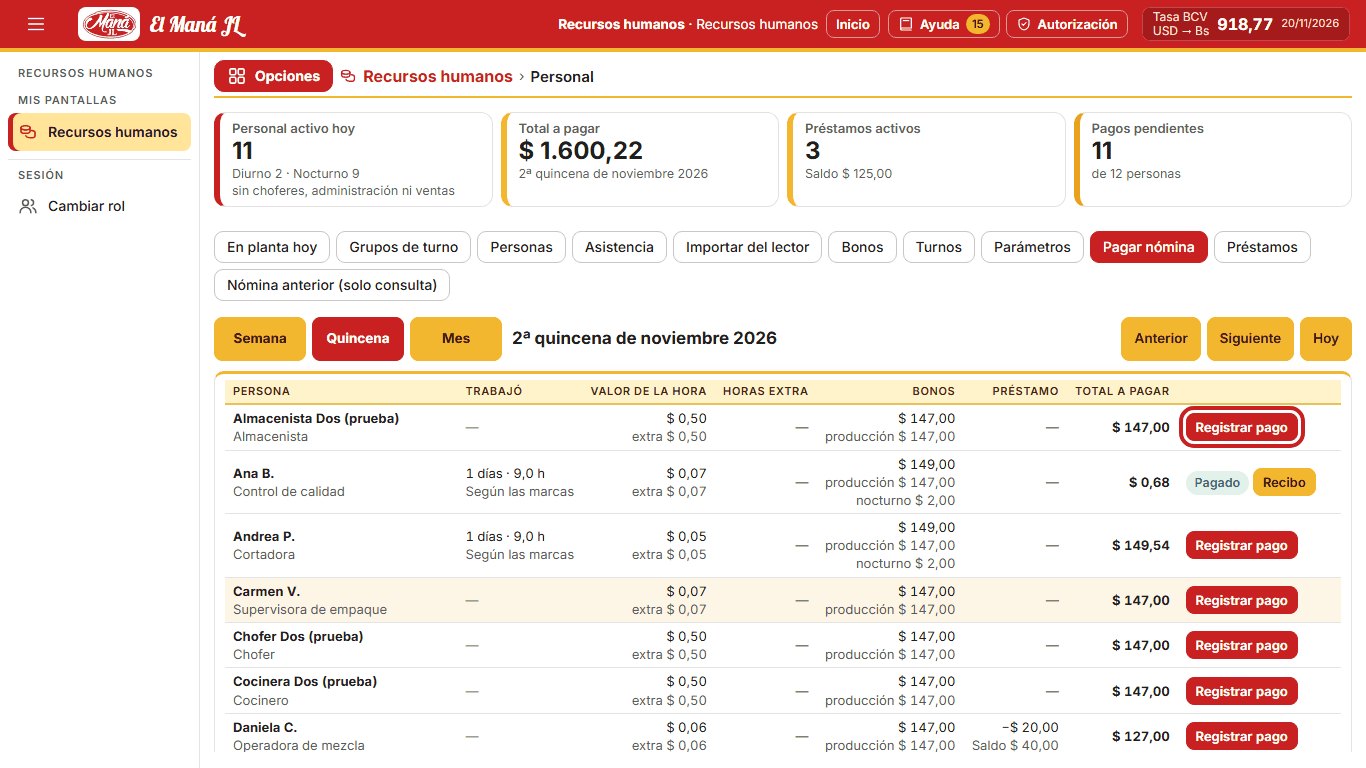 El Maná JL
El Maná JL
Recursos humanos · Recursos humanos
Inicio
Ayuda 15
Autorización
Tasa BCV
USD → Bs
918,77
20/11/2026
RECURSOS HUMANOS
MIS PANTALLAS
Recursos humanos
SESIÓN
Cambiar rol
Opciones
Recursos humanos › Personal
Personal activo hoy
11
Diurno 2 · Nocturno 9
sin choferes, administración ni ventas
Total a pagar
$ 1.600,22
2ª quincena de noviembre 2026
Préstamos activos
3
Saldo $ 125,00
Pagos pendientes
11
de 12 personas
En planta hoy
Grupos de turno
Personas
Asistencia
Importar del lector
Bonos
Turnos
Parámetros
Pagar nómina
Préstamos
Nómina anterior (solo consulta)
Semana
Quincena
Mes
2ª quincena de noviembre 2026
Anterior
Siguiente
Hoy
PERSONA TRABAJÓ VALOR DE LA HORA HORAS EXTRA BONOS PRÉSTAMO TOTAL A PAGAR
Almacenista Dos (prueba)
Almacenista
—
$ 0,50
extra $ 0,50
—
$ 147,00
producción $ 147,00
—
$ 147,00
Registrar pago
Ana B.
Control de calidad
1 días · 9,0 h
Según las marcas
$ 0,07
extra $ 0,07
—
$ 149,00
producción $ 147,00
nocturno $ 2,00
—
$ 0,68
Pagado
Recibo
Andrea P.
Cortadora
1 días · 9,0 h
Según las marcas
$ 0,05
extra $ 0,05
—
$ 149,00
producción $ 147,00
nocturno $ 2,00
—
$ 149,54
Registrar pago
Carmen V.
Supervisora de empaque
—
$ 0,07
extra $ 0,07
—
$ 147,00
producción $ 147,00
—
$ 147,00
Registrar pago
Chofer Dos (prueba)
Chofer
—
$ 0,50
extra $ 0,50
—
$ 147,00
producción $ 147,00
—
$ 147,00
Registrar pago
Cocinera Dos (prueba)
Cocinero
—
$ 0,50
extra $ 0,50
—
$ 147,00
producción $ 147,00
—
$ 147,00
Registrar pago
Daniela C.
Operadora de mezcla
—
$ 0,06
extra $ 0,06
—
$ 147,00
producción $ 147,00
−$ 20,00
Saldo $ 40,00
$ 127,00
Registrar pago